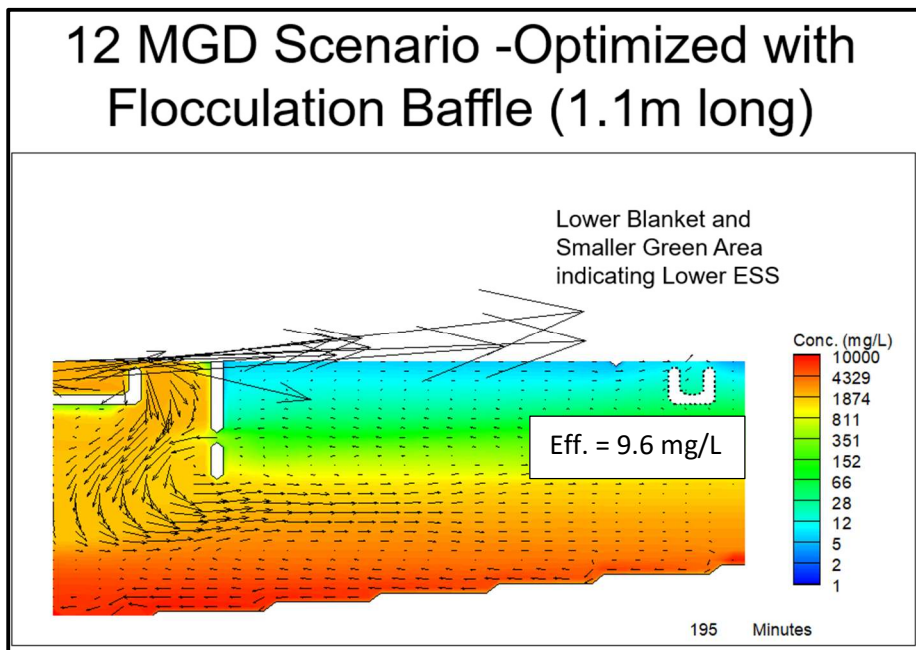 12 MGD Scenario -Optimized with
Flocculation Baffle (1.1m long)
Lower Blanket and
Smaller Green Area
indicating Lower ESS
Conc. (mg/L)
10000
4329
1874
811
351
152
66
28
12
5
2
1
Eff. = 9.6 mg/L
195 Minutes